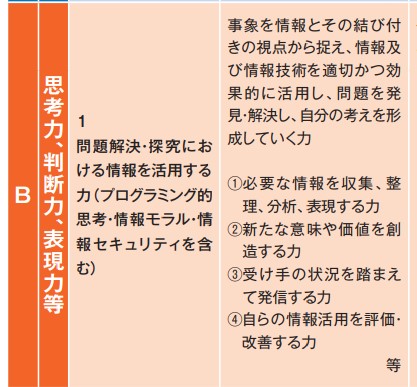 B
思考力、判断力、表現力等
1
問題解決・探究にお
ける情報を活用する
力(プログラミング的
思考・情報モラル・情
報セキュリティを含
む)
事象を情報とその結び付
きの視点から捉え、情報及
び情報技術を適切かつ効
果的に活用し、問題を発
見・解決し、自分の考えを形
成していく力
①必要な情報を収集、整
理、分析、表現する力
②新たな意味や価値を創
造する力
③受け手の状況を踏まえ
て発信する力
④自らの情報活用を評価・
改善する力
等